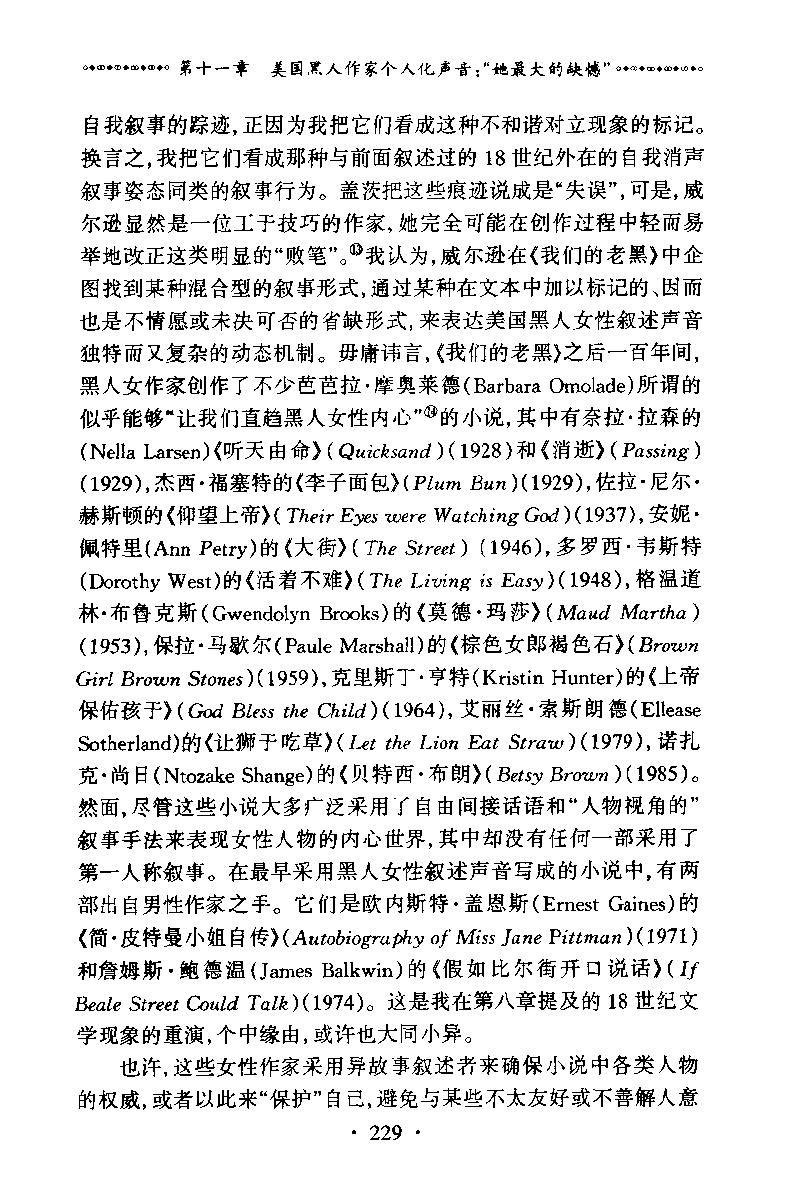 第十一章 美国黑人作家个人化声音:“她最大的缺憾”
自我叙事的踪迹,正因为我把它们看成这种不和谐对立现象的标记。
换言之,我把它们看成那种与前面叙述过的 18 世纪外在的自我消声
叙事姿态同类的叙事行为。盖茨把这些痕迹说成是“失误”,可是,威
尔逊显然是一位工于技巧的作家,她完全可能在创作过程中轻而易
举地改正这类明显的“败笔”。⑬我认为,威尔逊在《我们的老黑》中企
图找到某种混合型的叙事形式,通过某种在文本中加以标记的、因而
也是不情愿或未决可否的省缺形式,来表达美国黑人女性叙述声音
独特而又复杂的动态机制。毋庸讳言,《我们的老黑》之后一百年间,
黑人女作家创作了不少芭芭拉·摩奥莱德(Barbara Omolade)所谓的
似乎能够“让我们直趋黑人女性内心”⑭的小说,其中有奈拉·拉森的
(Nella Larsen)《听天由命》(Quicksand)(1928)和《消逝》(Passing)
(1929),杰西·福塞特的《李子面包》(Plum Bun)(1929),佐拉·尼尔·
赫斯顿的《仰望上帝》(Their Eyes were Watching God)(1937),安妮·
佩特里(Ann Petry)的《大街》(The Street) (1946),多罗西·韦斯特
(Dorothy West)的《活着不难》(The Living is Easy)(1948),格温道
林·布鲁克斯(Gwendolyn Brooks)的《莫德·玛莎》(Maud Martha)
(1953),保拉·马歇尔(Paule Marshall)的《棕色女郎褐色石》(Brown
Girl Brown Stones)(1959),克里斯丁·亨特(Kristin Hunter)的《上帝
保佑孩于》(God Bless the Child)(1964),艾丽丝·索斯朗德(Ellease
Sotherland)的《让狮于吃草》(Let the Lion Eat Straw)(1979),诺扎
克·尚日(Ntozake Shange)的《贝特西·布朗》(Betsy Brown)(1985)。
然面,尽管这些小说大多广泛采用了自由间接话语和“人物视角的”
叙事手法来表现女性人物的内心世界,其中却没有任何一部采用了
第一人称叙事。在最早采用黑人女性叙述声音写成的小说中,有两
部出自男性作家之手。它们是欧内斯特·盖恩斯(Ernest Gaines)的
《简·皮特曼小姐自传》(Autobiography of Miss Jane Pittman)(1971)
和詹姆斯·鲍德温(James Balkwin)的《假如比尔街开口说话》(If
Beale Street Could Talk)(1974)。这是我在第八章提及的 18 世纪文
学现象的重演,个中缘由,或许也大同小异。
也许,这些女性作家采用异故事叙述者来确保小说中各类人物
的权威,或者以此来“保护”自己,避免与某些不太友好或不善解人意
· 229 ·